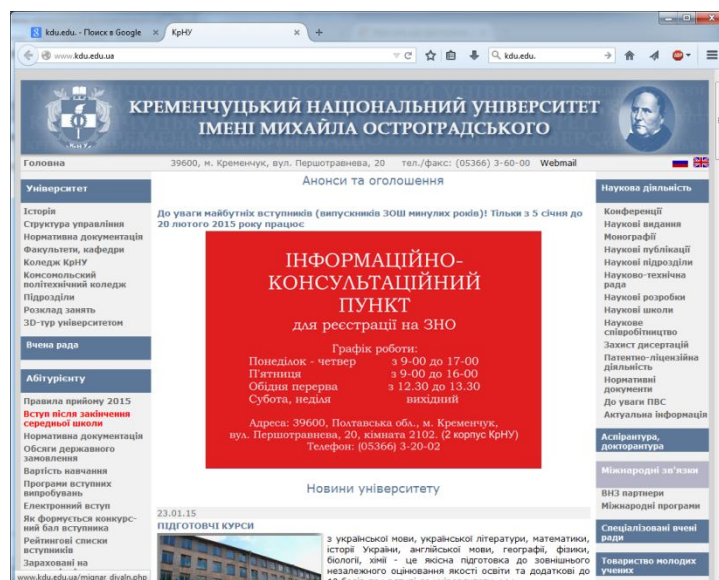 kdu.edu. - Поиск в Google
КрНУ
www.kdu.edu.ua
kdu.edu.
КРЕМЕНЧУЦЬКИЙ НАЦІОНАЛЬНИЙ УНІВЕРСИТЕТ
ІМЕНІ МИХАЙЛА ОСТРОГРАДСЬКОГО
Головна
39600, м. Кременчук, вул. Першотравнева, 20 тел./факс: (05366) 3-60-00 Webmail
Університет
Історія
Структура управління
Нормативна документація
Факультети, кафедри
Коледж КрНУ
Комсомольский
політехнічний коледж
Підрозділи
Розклад занять
3D-тур університетом
Вчена рада
Абітурієнту
Правила прийому 2015
Вступ після закінчення
середньої школи
Нормативна документація
Обсяги державного
замовлення
Вартість навчання
Програми вступних
випробувань
Електронний вступ
Як формується конкурс-
ний бал вступника
Рейтингові списки
вступників
Зараховані на
www.kdu.edu.ua/mignar_divaln.php
Анонси та оголошення
До уваги майбутніх вступників (випускників ЗОШ минулих років)! Тільки з 5 січня до
20 лютого 2015 року працює
ІНФОРМАЦІЙНО-
КОНСУЛЬТАЦІЙНИЙ
ПУНКТ
для реєстрації на ЗНО
Графік роботи:
Понеділок - четвер з 9-00 до 17-00
П'ятниця з 9-00 до 16-00
Обідня перерва з 12.30 до 13.30
Субота, неділя вихідний
Адреса: 39600, Полтавська обл., м. Кременчук,
вул. Першотравнева, 20, кімната 2102. (2 корпус КрНУ)
Телефон: (05366) 3-20-02
Новини університету
23.01.15
ПІДГОТОВЧІ КУРСИ
з української мови, української літератури, математики,
історії України, англійської мови, географії, фізики,
біології, хімії - це якісна підготовка до зовнішнього
незалежного оцінювання якості освіти та додаткові до
Наукова діяльність
Конференції
Наукові видання
Монографії
Наукові публікації
Наукові підрозділи
Науково-технічна
рада
Наукові розробки
Наукові школи
Наукове
співробітництво
Захист дисертацій
Патентно-ліцензійна
діяльність
Нормативні
документи
До уваги ПВС
Актуальна інформація
Аспірантура,
докторантура
Міжнародні зв'язки
ВНЗ партнери
Міжнародні програми
Спеціалізовані вчені
ради
Товариство молодих
учених